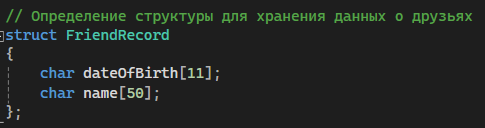 // Определение структуры для хранения данных о друзьях
struct FriendRecord
{
    char dateOfBirth[11];
    char name[50];
};